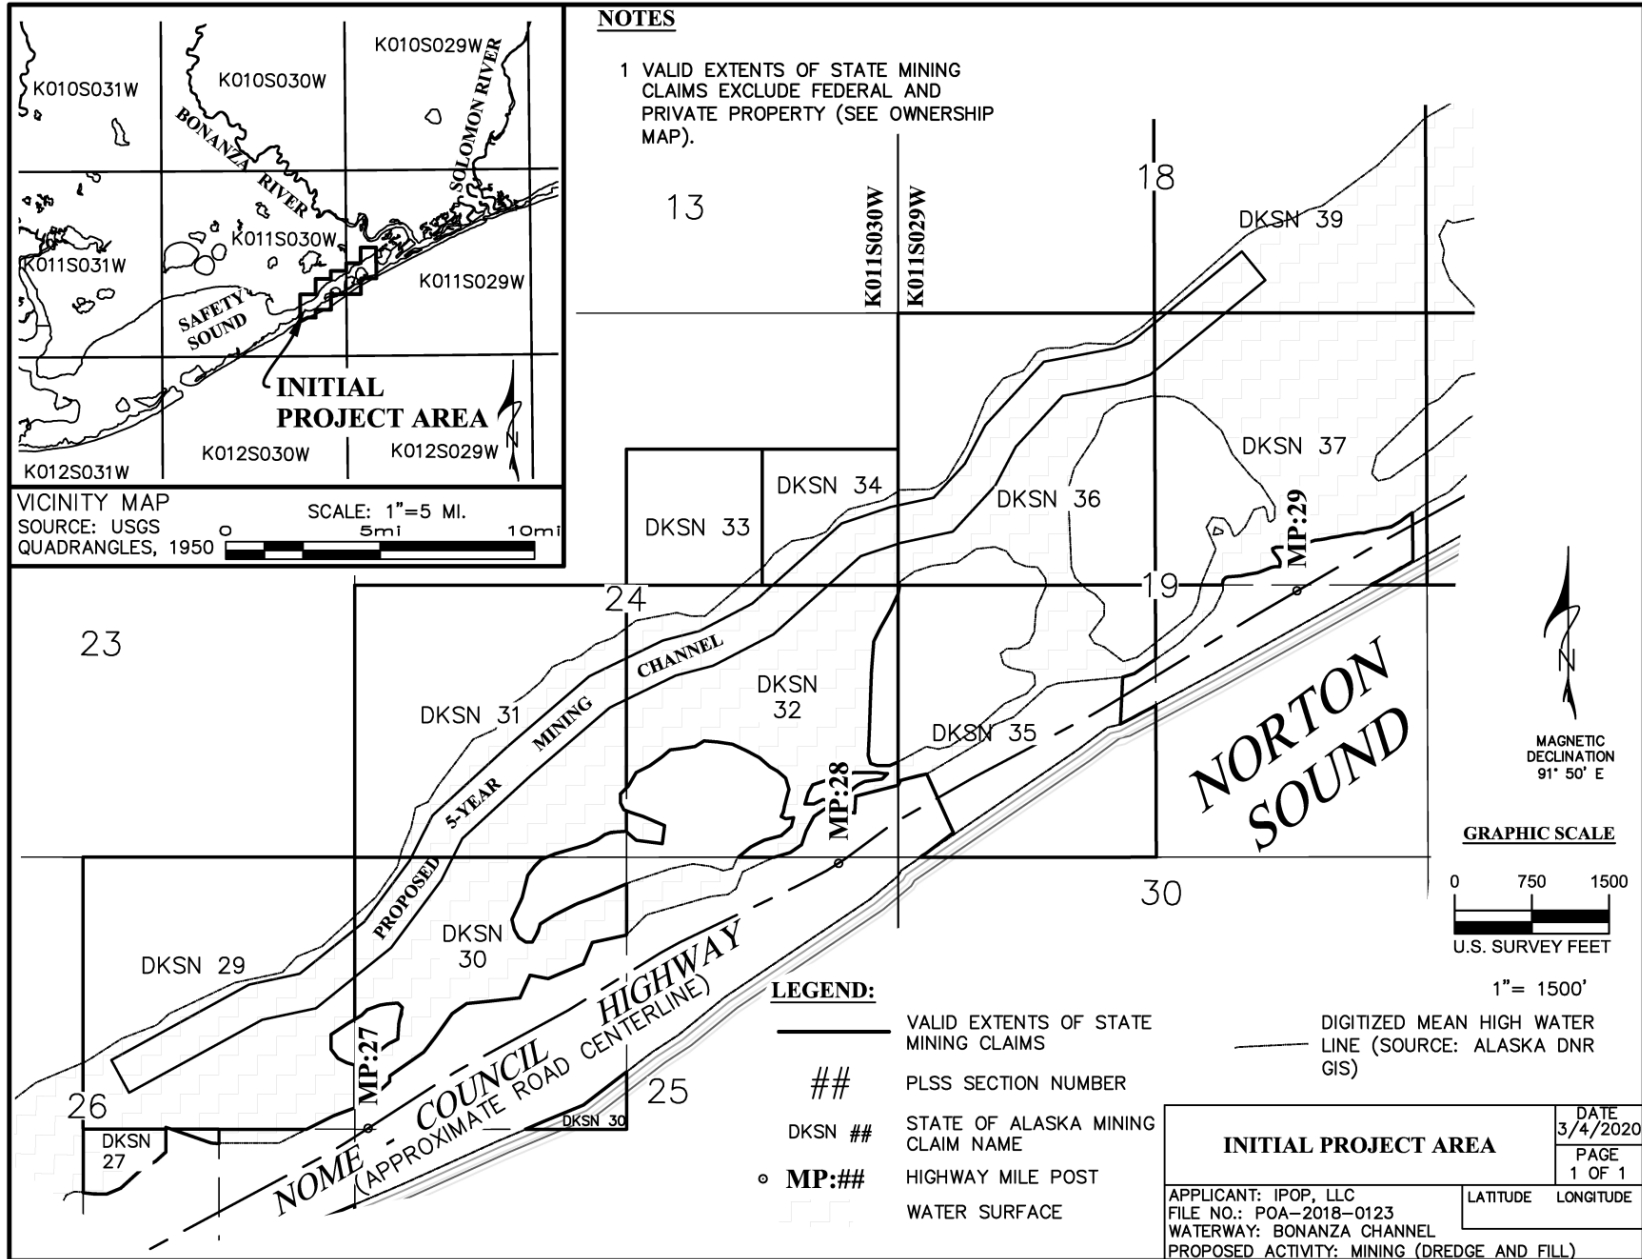 K010S029W
K010S031W
K010S030W
BONANZA
RIVER
SOLOMON RIVER
K011S030W
K011S031W
K011S029W
SAFETY
SOUND
INITIAL
PROJECT AREA
N
K012S030W
K012S029W
K012S031W
VICINITY MAP
SOURCE: USGS
QUADRANGLES, 1950
SCALE: 1"=5 MI.
0 5mi 10mi
NOTES
1 VALID EXTENTS OF STATE MINING
CLAIMS EXCLUDE FEDERAL AND
PRIVATE PROPERTY (SEE OWNERSHIP
MAP).
13
K011S030W
K011S029W
18
DKSN 39
DKSN 37
DKSN 34
DKSN 33
DKSN 36
MP:29
24
19
23
CHANNEL
DKSN
32
DKSN 31
MINING
DKSN 35
NORTON
SOUND
N
MAGNETIC
DECLINATION
91° 50' E
5-YEAR
MP:28
PROPOSED
30
GRAPHIC SCALE
0 750 1500
U.S. SURVEY FEET
1"= 1500'
DKSN 29
DKSN
30
MP:27
26
DKSN
27
NOME - COUNCIL HIGHWAY
(APPROXIMATE ROAD CENTERLINE)
25
DKSN 30
LEGEND:
VALID EXTENTS OF STATE
MINING CLAIMS
## PLSS SECTION NUMBER
DKSN ## STATE OF ALASKA MINING
CLAIM NAME
MP:## HIGHWAY MILE POST
WATER SURFACE
DIGITIZED MEAN HIGH WATER
LINE (SOURCE: ALASKA DNR
GIS)
INITIAL PROJECT AREA
DATE
3/4/2020
PAGE
1 OF 1
APPLICANT: IPOP, LLC
FILE NO.: POA-2018-0123
WATERWAY: BONANZA CHANNEL
PROPOSED ACTIVITY: MINING (DREDGE AND FILL)
LATITUDE LONGITUDE